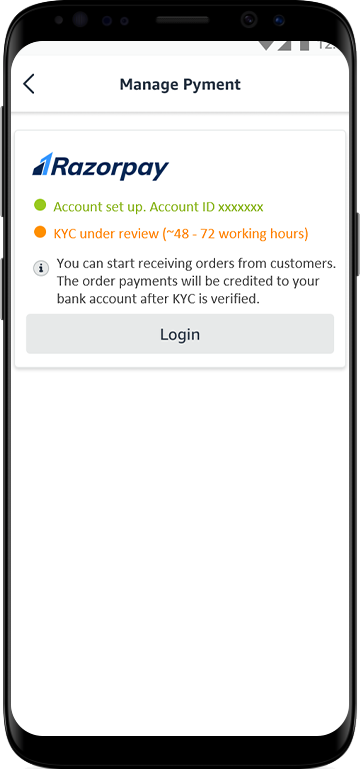 12.
Manage Pyment
Razorpay
Account set up. Account ID xxxxxxx
KYC under review (~48 - 72 working hours)
You can start receiving orders from customers.
The order payments will be credited to your
bank account after KYC is verified.
Login